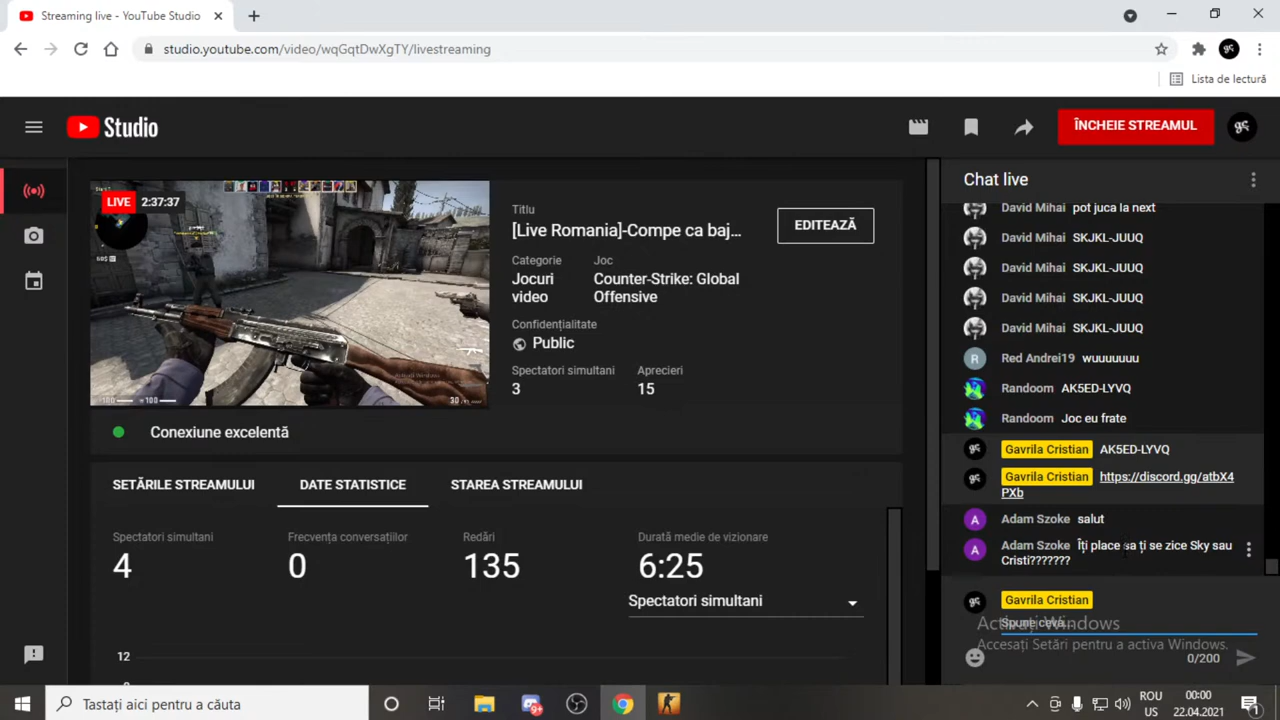 Streaming live - YouTube Studio
studio.youtube.com/video/wqGqtDwXgTY/livestreaming
Lista de lectură
Studio
ÎNCHEIE STREAMUL
LIVE 2:37:37
Titlu
[Live Romania]-Compe ca baj...
EDITEAZĂ
Categorie
Jocuri
video
Joc
Counter-Strike: Global
Offensive
Confidențialitate
Public
Spectatori simultani
3
Aprecieri
15
Conexiune excelentă
SETĂRILE STREAMULUI
DATE STATISTICE
STAREA STREAMULUI
Spectatori simultani
4
Frecvența conversațiilor
0
Redări
135
Durată medie de vizionare
6:25
Spectatori simultani
12
Chat live
David Mihai pot juca la next
David Mihai SKJKL-JUUQ
David Mihai SKJKL-JUUQ
David Mihai SKJKL-JUUQ
David Mihai SKJKL-JUUQ
R Red Andrei19 wuuuuuuu
Randoom AK5ED-LYVQ
Randoom Joc eu frate
Gavrila Cristian AK5ED-LYVQ
Gavrila Cristian https://discord.gg/atbX4
PXb
A Adam Szoke salut
A Adam Szoke Îți place sa ți se zice Sky sau
Cristi???????
Gavrila Cristian
Spune ceva...
Activați Windows
Accesați Setări pentru a activa Windows.
0/200
Tastați aici pentru a căuta
9+
ROU
US
00:00
22.04.2021
1